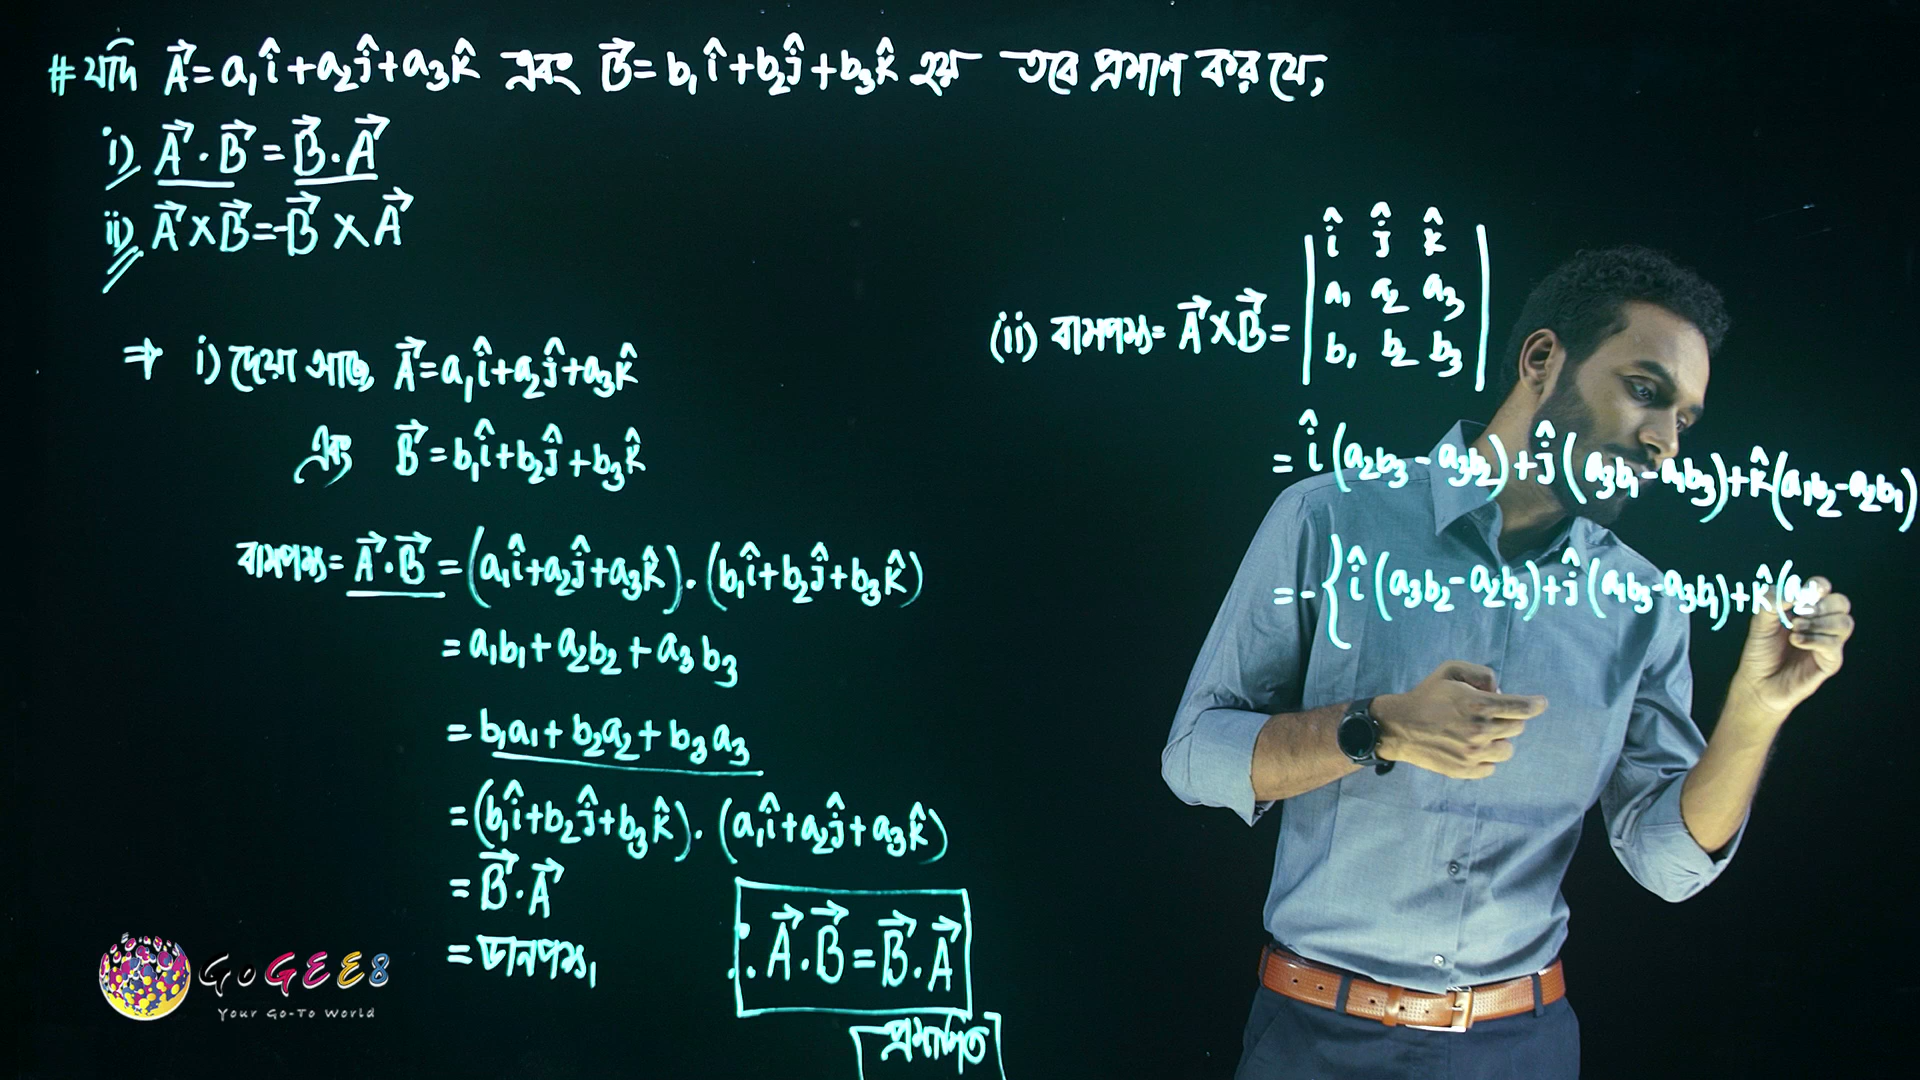 # যদি A⃗ = a₁î + a₂ĵ + a₃k̂ এবং B⃗ = b₁î + b₂ĵ + b₃k̂ হয় তবে প্রমাণ কর যে,
i) A⃗ · B⃗ = B⃗ · A⃗
ii) A⃗ × B⃗ = -B⃗ × A⃗
⇒ i) দেয়া আছে, A⃗ = a₁î + a₂ĵ + a₃k̂
এবং B⃗ = b₁î + b₂ĵ + b₃k̂
বামপক্ষ = A⃗ · B⃗ = (a₁î + a₂ĵ + a₃k̂) · (b₁î + b₂ĵ + b₃k̂)
= a₁b₁ + a₂b₂ + a₃b₃
= b₁a₁ + b₂a₂ + b₃a₃
= (b₁î + b₂ĵ + b₃k̂) · (a₁î + a₂ĵ + a₃k̂)
= B⃗ · A⃗
= ডানপক্ষ।
∴ A⃗ · B⃗ = B⃗ · A⃗
প্রমাণিত
(ii) বামপক্ষ = A⃗ × B⃗ = | î ĵ k̂ |
| a₁ a₂ a₃ |
| b₁ b₂ b₃ |
= î (a₂b₃ - a₃b₂) + ĵ (a₃b₁ - a₁b₃) + k̂ (a₁b₂ - a₂b₁)
= - { î (a₃b₂ - a₂b₃) + ĵ (a₁b₃ - a₃b₁) + k̂ (a₂
GoGEE8
Your Go-To World